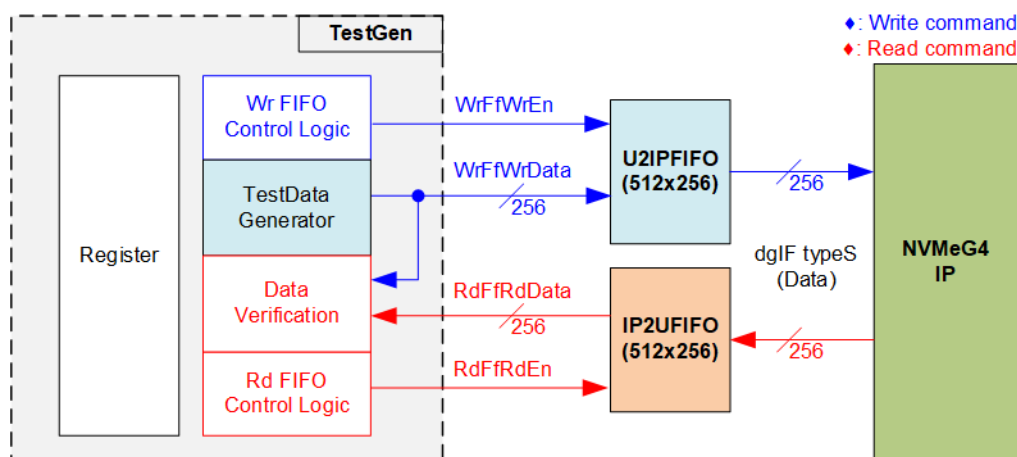 TestGen
♦: Write command
♦: Read command
Register
Wr FIFO
Control Logic
TestData
Generator
Data
Verification
Rd FIFO
Control Logic
WrFfWrEn
WrFfWrData
256
RdFfRdData
256
RdFfRdEn
U2IPFIFO
(512x256)
IP2UFIFO
(512x256)
256
dgIF typeS
(Data)
256
NVMeG4
IP